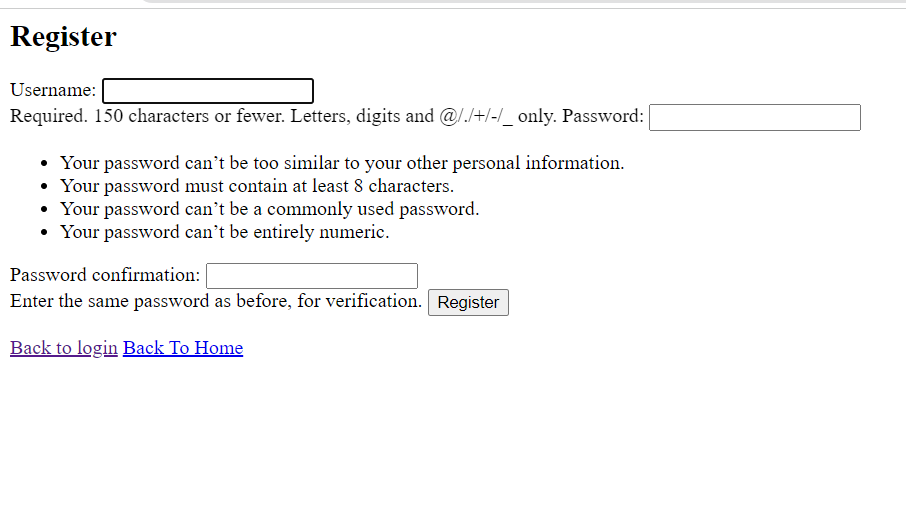 Register
Username:
Required. 150 characters or fewer. Letters, digits and @/./+/-/_ only. Password:
Your password can’t be too similar to your other personal information.
Your password must contain at least 8 characters.
Your password can’t be a commonly used password.
Your password can’t be entirely numeric.
Password confirmation:
Enter the same password as before, for verification. Register
Back to login Back To Home